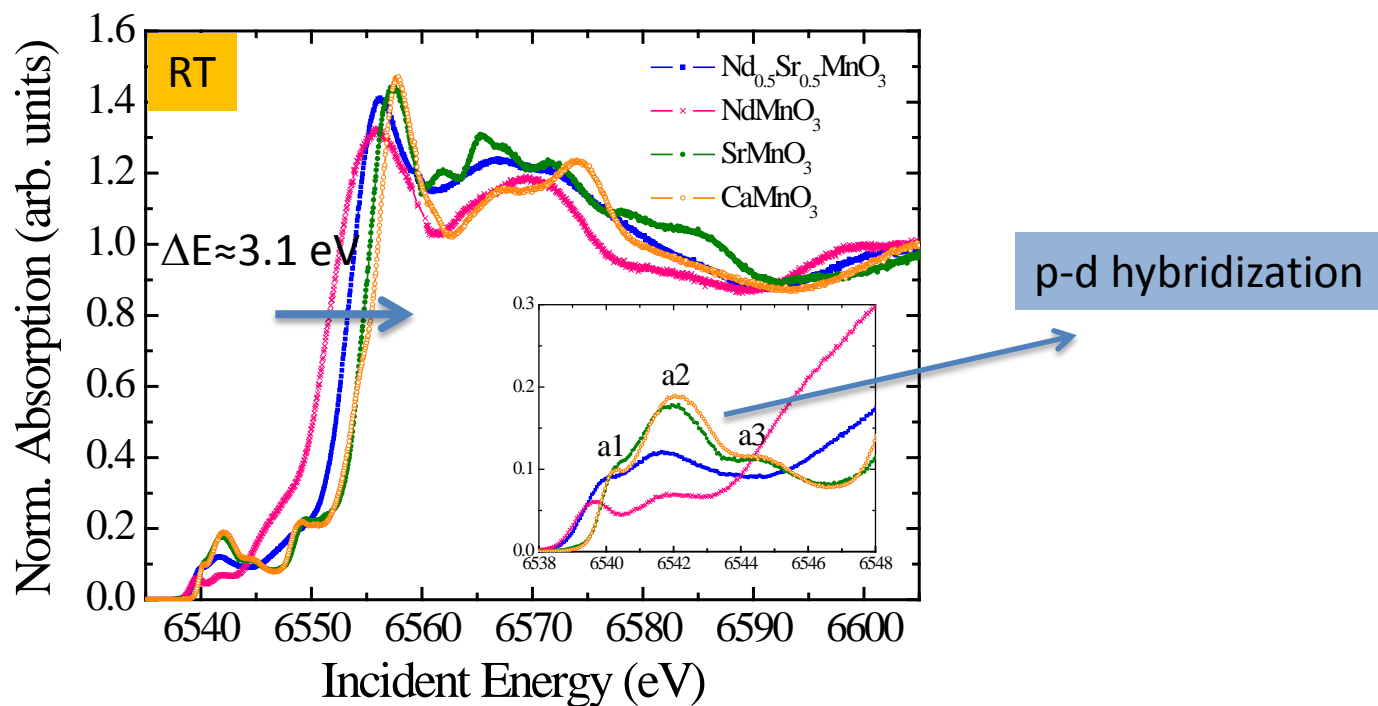 RT
Nd0.5Sr0.5MnO3
NdMnO3
SrMnO3
CaMnO3
ΔE≈3.1 eV
p-d hybridization
Norm. Absorption (arb. units)
1.6
1.4
1.2
1.0
0.8
0.6
0.4
0.2
0.0
0.3
0.2
0.1
0.0
a1
a2
a3
6538 6540 6542 6544 6546 6548
6540 6550 6560 6570 6580 6590 6600
Incident Energy (eV)